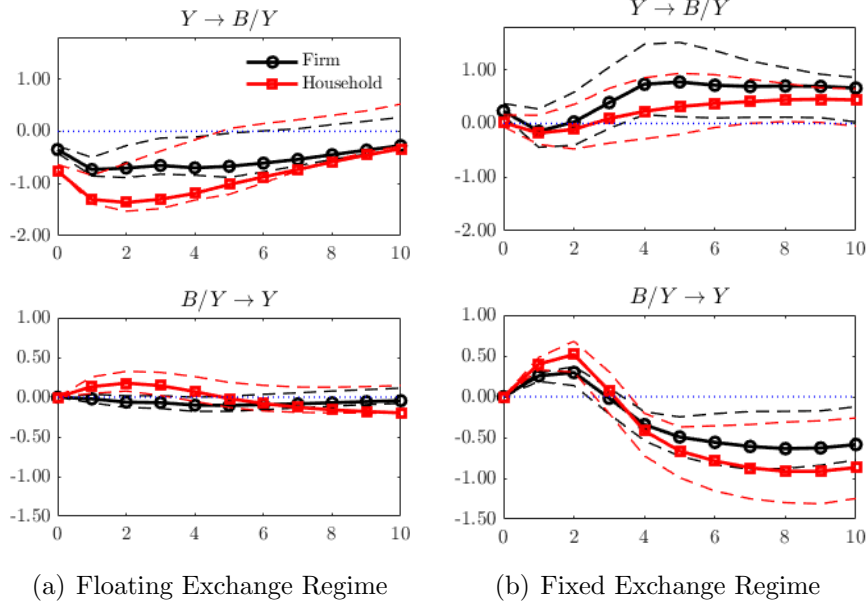 Y → B/Y
1.00
0.00
-1.00
-2.00
0 2 4 6 8 10
Firm
Household
Y → B/Y
1.00
0.00
-1.00
-2.00
0 2 4 6 8 10
B/Y → Y
1.00
0.50
0.00
-0.50
-1.00
-1.50
0 2 4 6 8 10
B/Y → Y
1.00
0.50
0.00
-0.50
-1.00
-1.50
0 2 4 6 8 10
(a) Floating Exchange Regime
(b) Fixed Exchange Regime